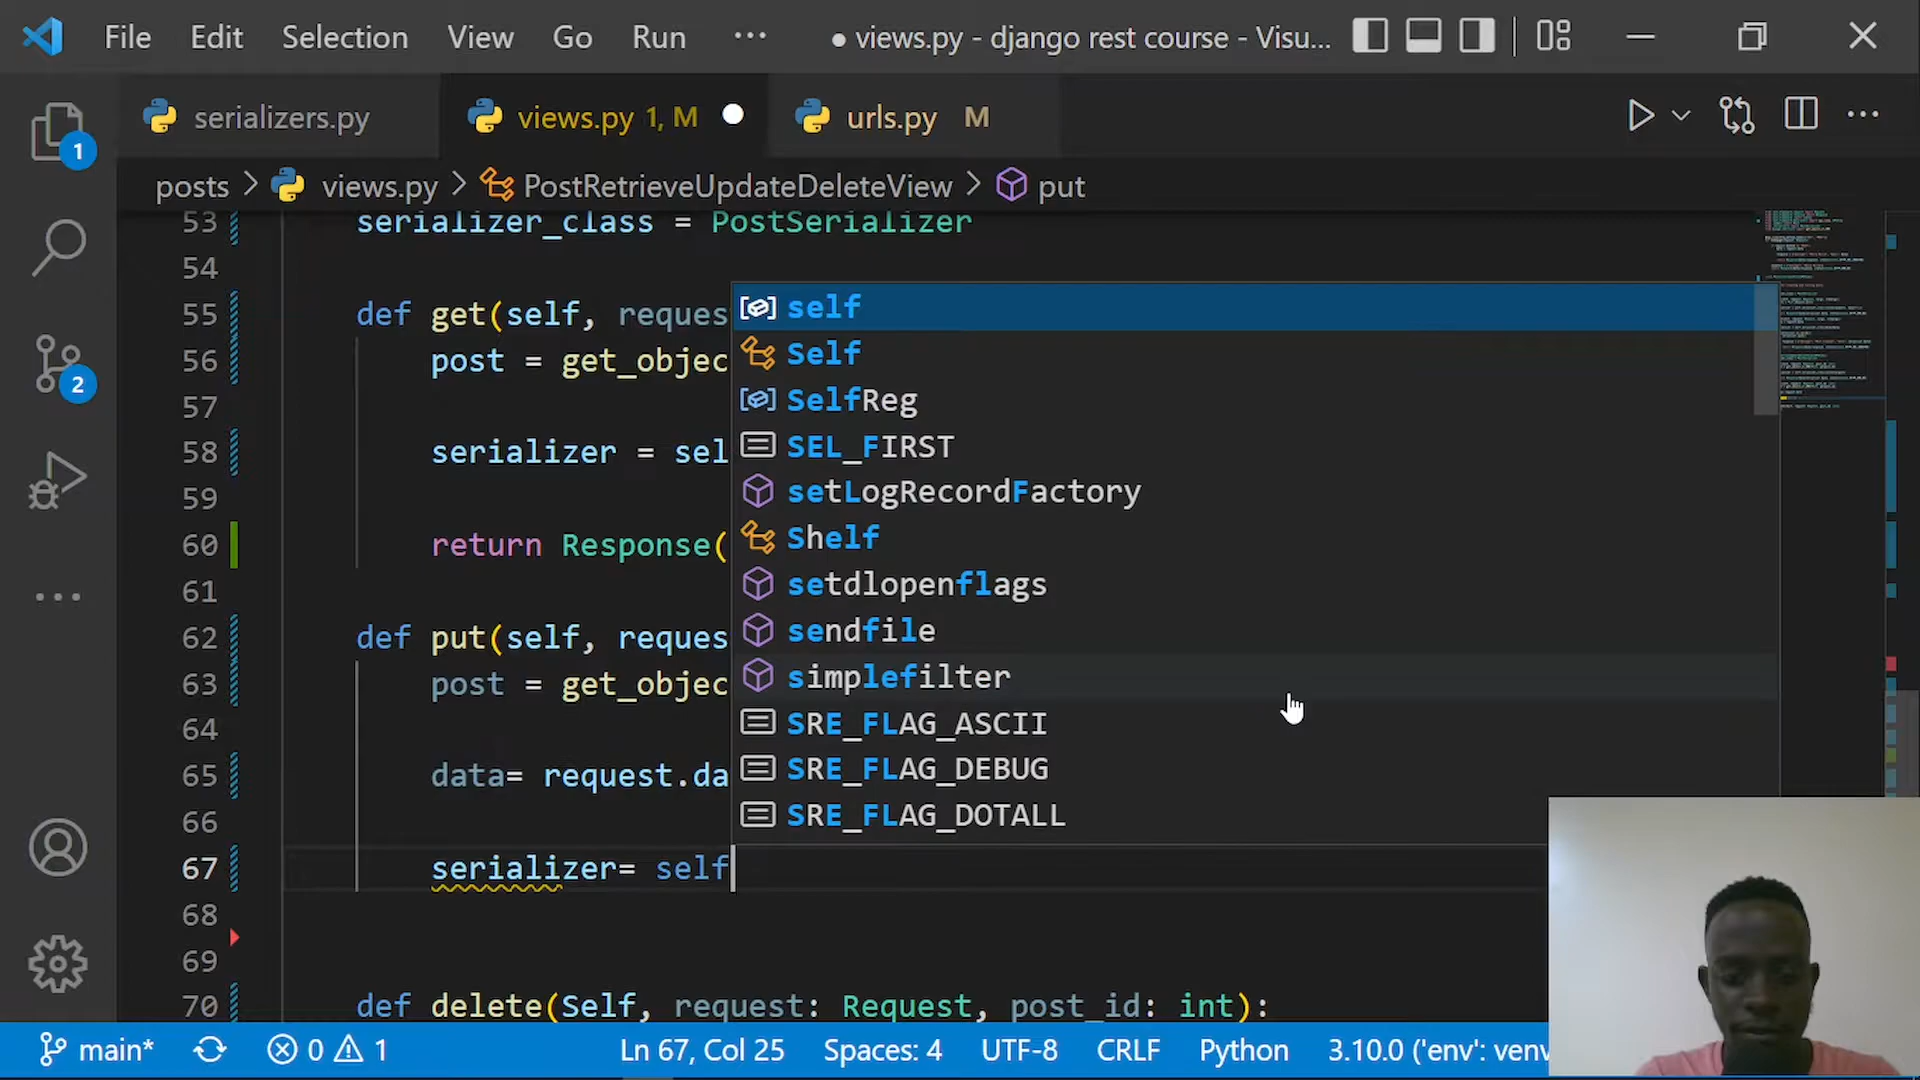 File Edit Selection View Go Run ··· ● views.py - django rest course - Visu...
serializers.py views.py 1, M urls.py M
1
posts > views.py > PostRetrieveUpdateDeleteView > put
53 serializer_class = PostSerializer
54
55 def get(self, reques
56 post = get_objec
57
58 serializer = sel
59
60 return Response(
61
62 def put(self, reques
63 post = get_objec
64
65 data= request.da
66
67 serializer= self
68
69
70 def delete(Self, request: Request, post_id: int):
self
Self
SelfReg
SEL_FIRST
setLogRecordFactory
Shelf
setdlopenflags
sendfile
simplefilter
SRE_FLAG_ASCII
SRE_FLAG_DEBUG
SRE_FLAG_DOTALL
2
main* 0 1 Ln 67, Col 25 Spaces: 4 UTF-8 CRLF Python 3.10.0 ('env': venv